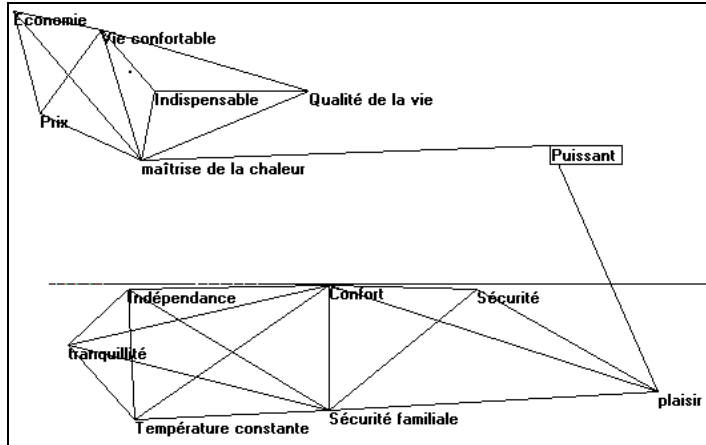 Economie
Vie confortable
Indispensable
Qualité de la vie
Prix
maîtrise de la chaleur
Puissant
Indépendance
Confort
Sécurité
tranquillité
plaisir
Sécurité familiale
Température constante